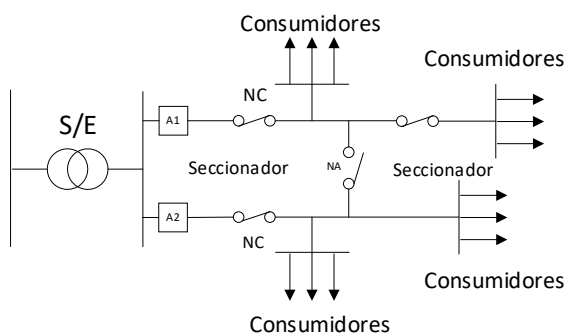 Consumidores
Consumidores
NC
S/E
A1
Seccionador
NA
Seccionador
A2
NC
Consumidores
Consumidores